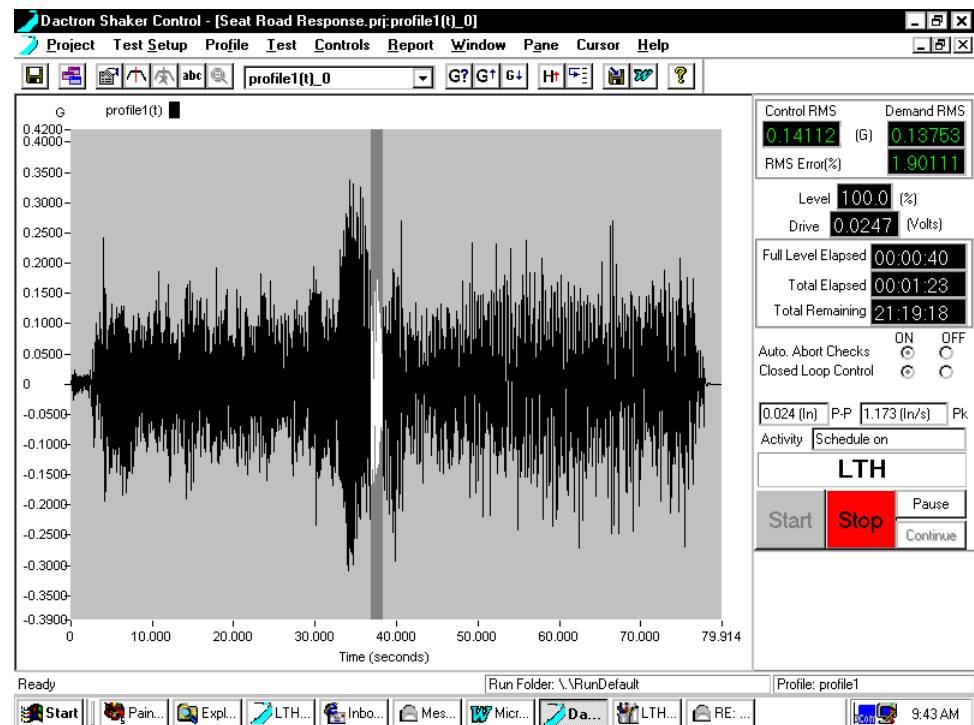 Dactron Shaker Control - [Seat Road Response.prj:profile1(t)_0]
Project Test Setup Profile Test Controls Report Window Pane Cursor Help
abc profile1(t)_0 G? G↑ G↓ H↑ W ?
G profile1(t)
0.4200
0.4000
0.3500
0.3000
0.2500
0.2000
0.1500
0.1000
0.0500
0
-0.0500
-0.1000
-0.1500
-0.2000
-0.2500
-0.3000
-0.3500
-0.3900
0 10.000 20.000 30.000 40.000 50.000 60.000 70.000 79.914
Time (seconds)
Control RMS Demand RMS
0.14112 (G) 0.13753
RMS Error(%) 1.90111
Level 100.0 (%)
Drive 0.0247 (Volts)
Full Level Elapsed 00:00:40
Total Elapsed 00:01:23
Total Remaining 21:19:18
ON OFF
Auto. Abort Checks
Closed Loop Control
0.024 (In) P-P 1.173 (In/s) Pk
Activity Schedule on
LTH
Start Stop Pause
Continue
Ready Run Folder: \.\RunDefault Profile: profile1
Start Pain... Expl... LTH... Inbo... Mes... Micr... Da... LTH... RE: ... 9:43 AM